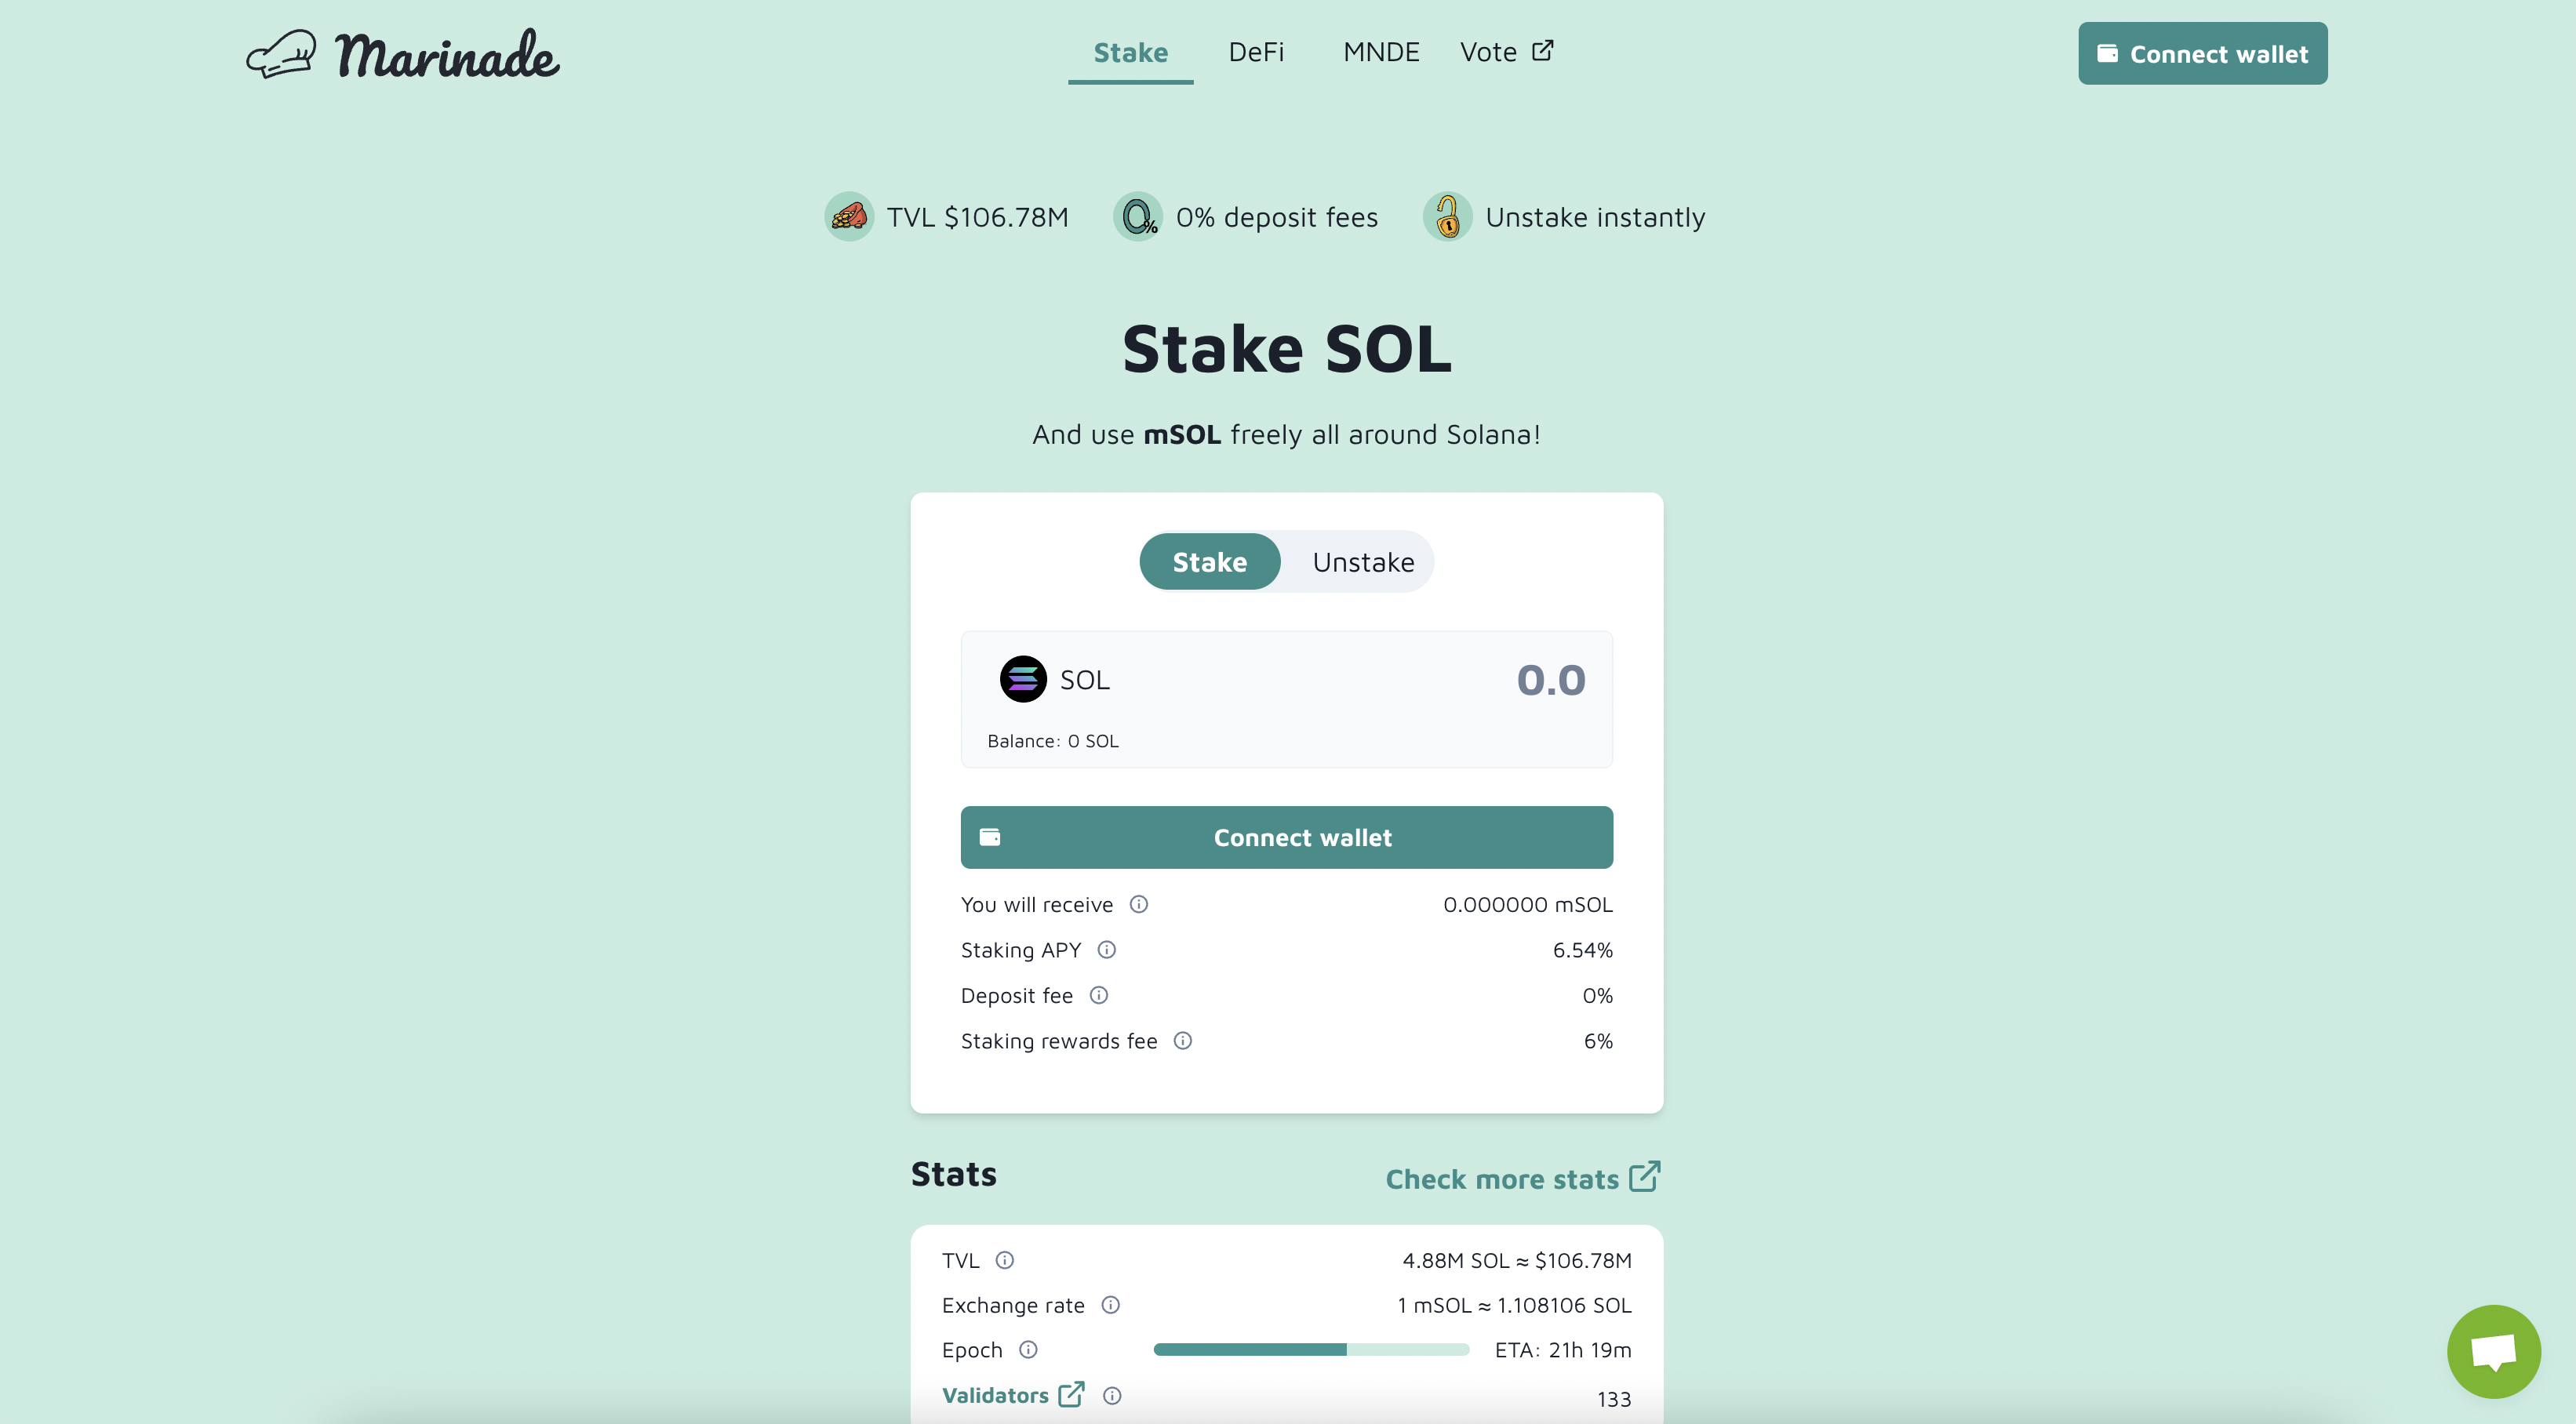 Marinade
Stake DeFi MNDE Vote
Connect wallet
TVL $106.78M 0% deposit fees Unstake instantly
Stake SOL
And use mSOL freely all around Solana!
Stake Unstake
SOL 0.0
Balance: 0 SOL
Connect wallet
You will receive 0.000000 mSOL
Staking APY 6.54%
Deposit fee 0%
Staking rewards fee 6%
Stats Check more stats
TVL 4.88M SOL ≈ $106.78M
Exchange rate 1 mSOL ≈ 1.108106 SOL
Epoch ETA: 21h 19m
Validators 133